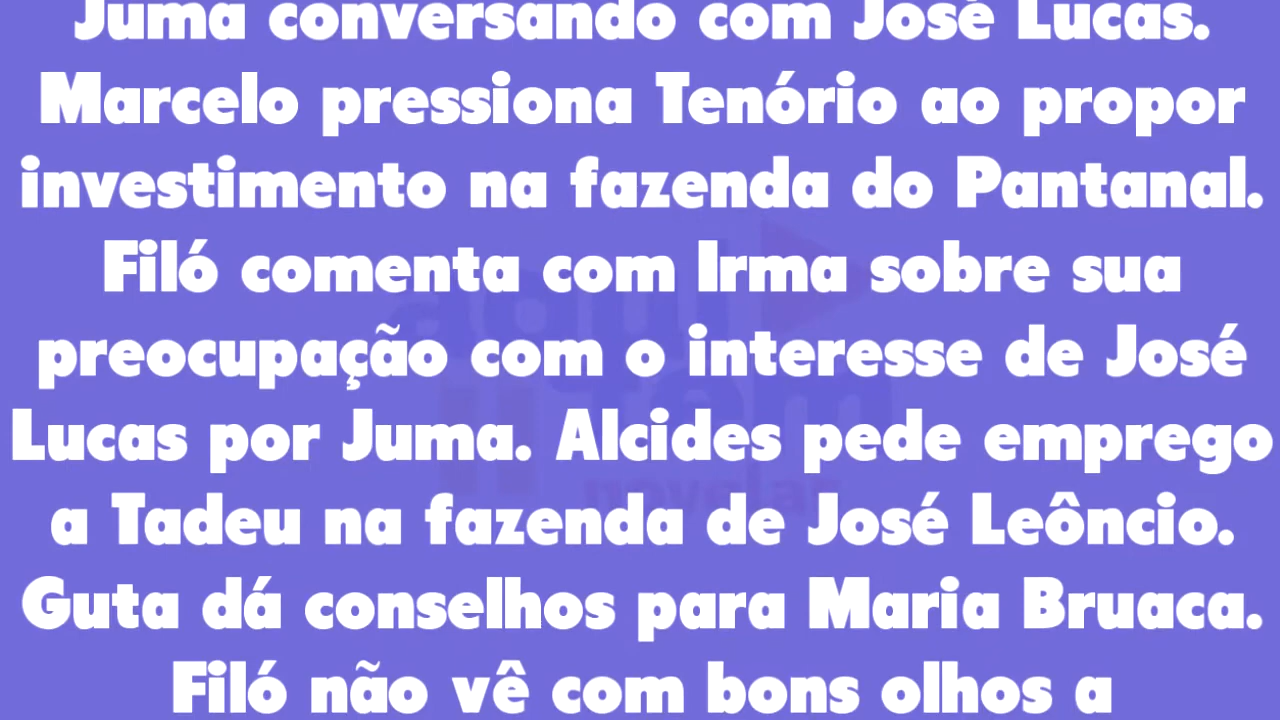 Juma conversando com José Lucas.
Marcelo pressiona Tenório ao propor
investimento na fazenda do Pantanal.
Filó comenta com Irma sobre sua
preocupação com o interesse de José
Lucas por Juma. Alcides pede emprego
a Tadeu na fazenda de José Leôncio.
Guta dá conselhos para Maria Bruaca.
Filó não vê com bons olhos a